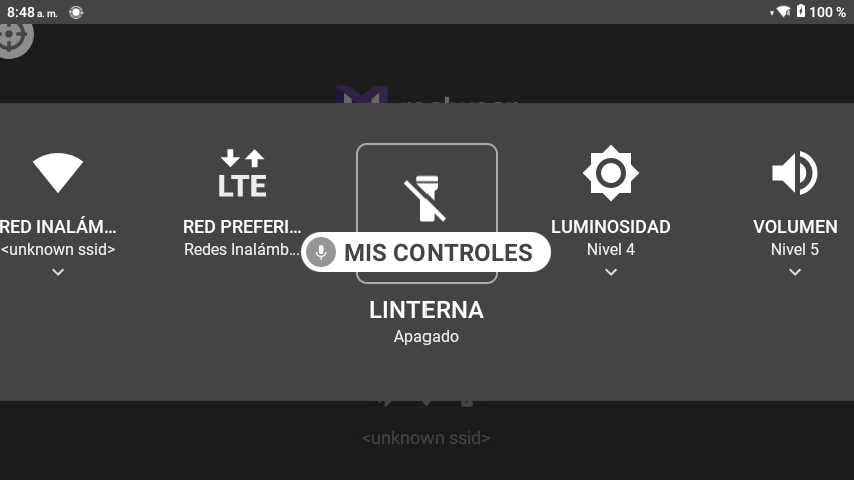 8:48 a. m.
100 %
RED INALÁM...
<unknown ssid>
RED PREFERI...
LTE
Redes Inalámb...
MIS CONTROLES
LINTERNA
Apagado
LUMINOSIDAD
Nivel 4
VOLUMEN
Nivel 5
<unknown ssid>